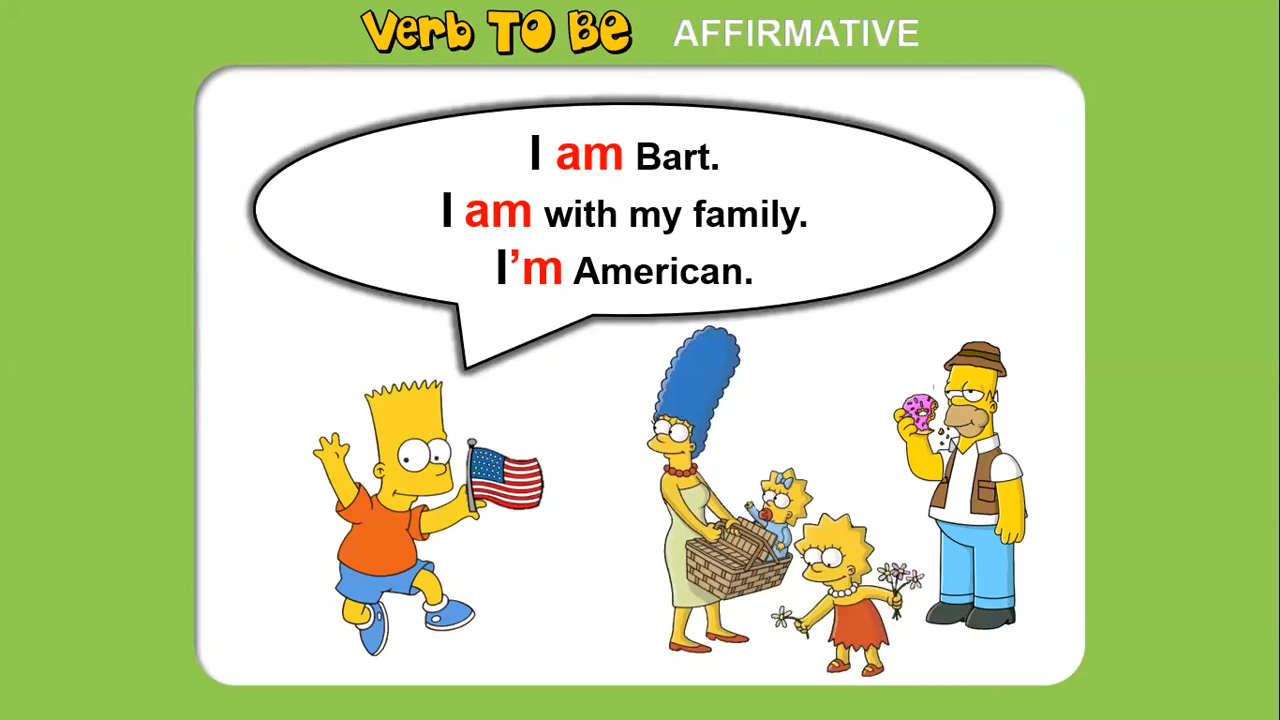 Verb TO BE AFFIRMATIVE
I am Bart.
I am with my family.
I’m American.